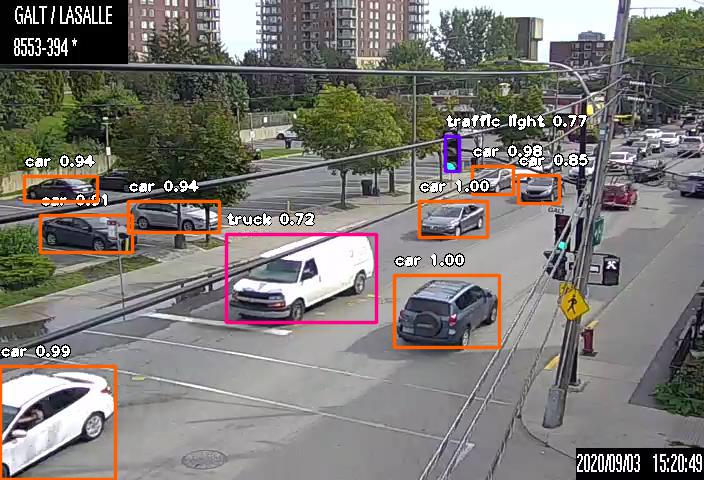 GALT / LASALLE
8553-394 *
traffic light 0.77
car 0.98
car 0.85
car 0.94
car 0.94
car 1.00
truck 0.72
car 1.00
GALT
X
car 0.99
2020/09/03 15:20:49